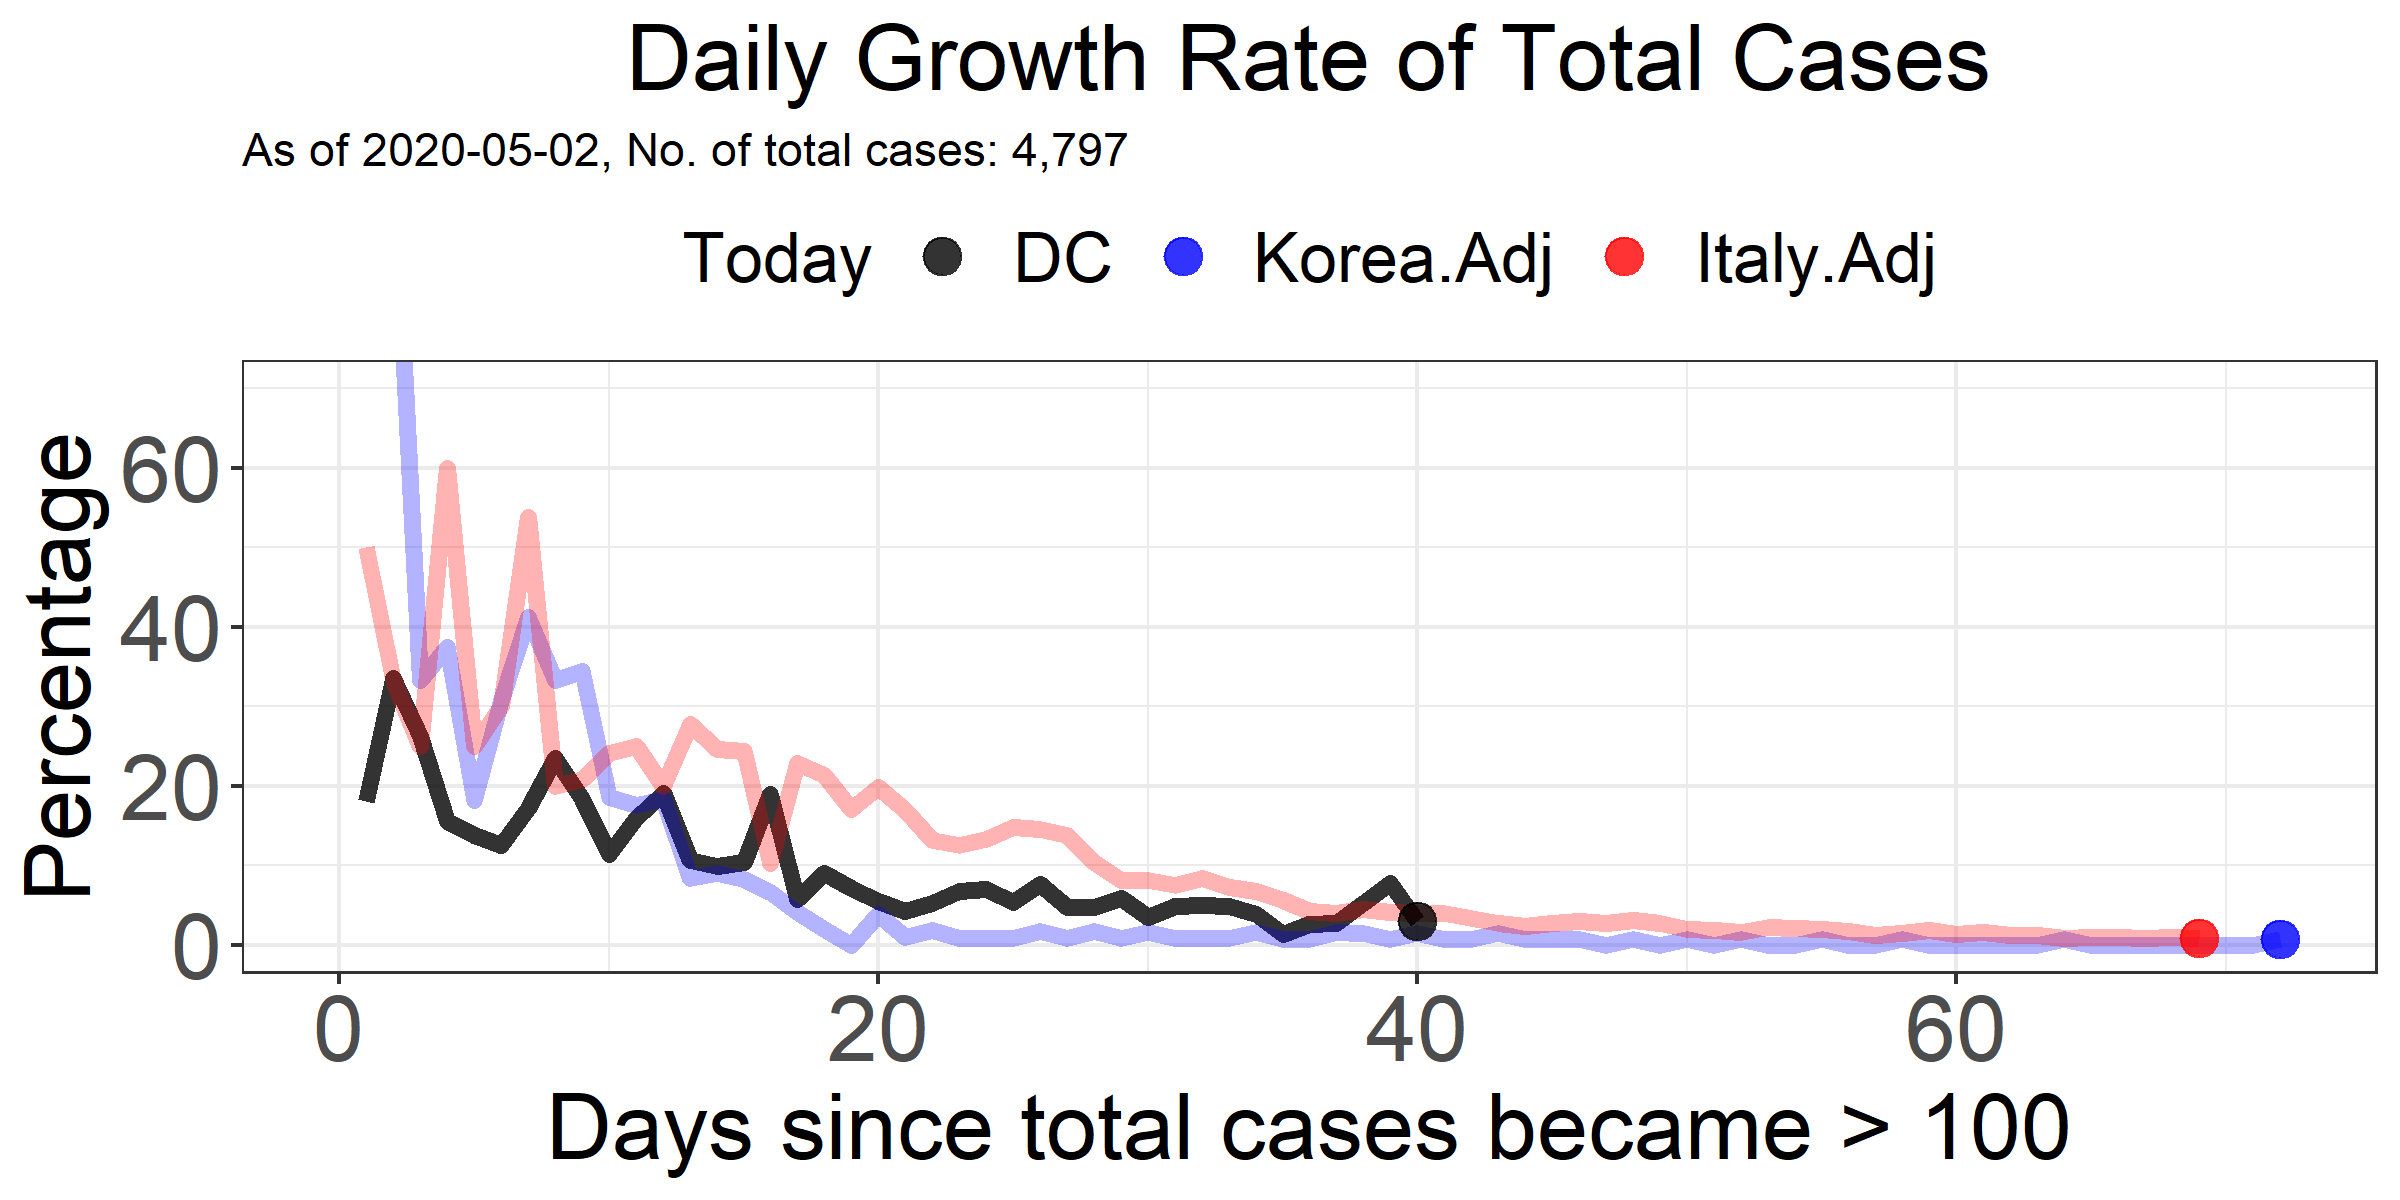 Daily Growth Rate of Total Cases
As of 2020-05-02, No. of total cases: 4,797
Today DC Korea.Adj Italy.Adj
Percentage
60
40
20
0
0 20 40 60
Days since total cases became > 100